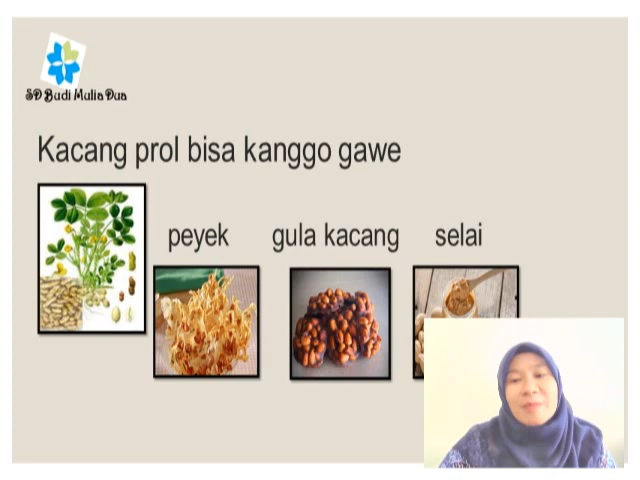 SD Budi Mulia Dua
Kacang prol bisa kanggo gawe
peyek gula kacang selai